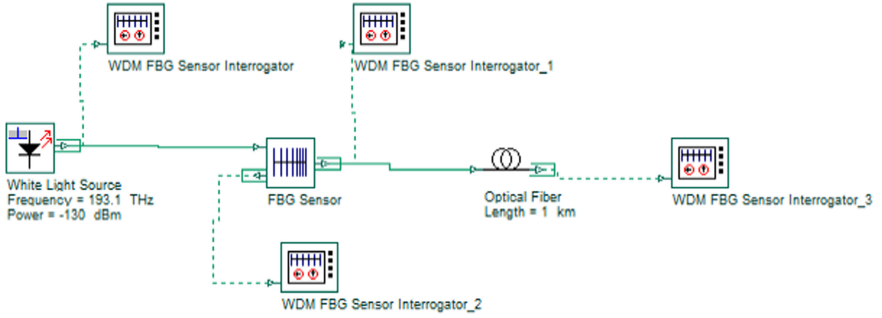 WDM FBG Sensor Interrogator
WDM FBG Sensor Interrogator_1
White Light Source
Frequency = 193.1 THz
Power = -130 dBm
FBG Sensor
Optical Fiber
Length = 1 km
WDM FBG Sensor Interrogator_3
WDM FBG Sensor Interrogator_2